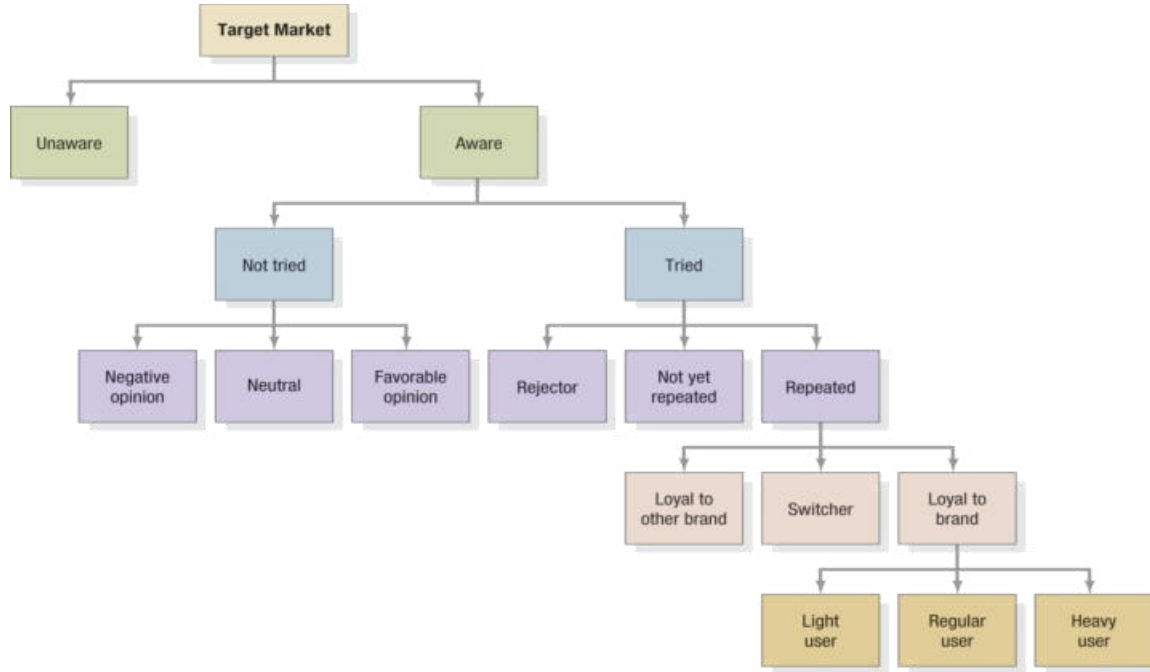 Target Market
Unaware
Aware
Not tried
Tried
Negative
opinion
Neutral
Favorable
opinion
Rejector
Not yet
repeated
Repeated
Loyal to
other brand
Switcher
Loyal to
brand
Light
user
Regular
user
Heavy
user